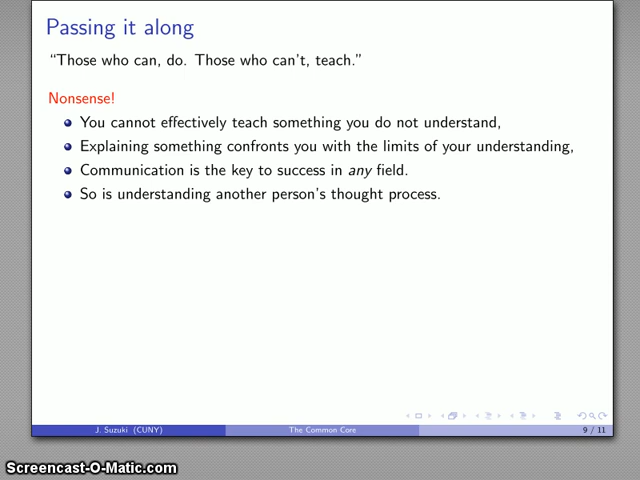 Passing it along
“Those who can, do. Those who can't, teach.”
Nonsense!
You cannot effectively teach something you do not understand,
Explaining something confronts you with the limits of your understanding,
Communication is the key to success in any field.
So is understanding another person's thought process.
J. Suzuki (CUNY)
The Common Core
9 / 11
Screencast-O-Matic.com